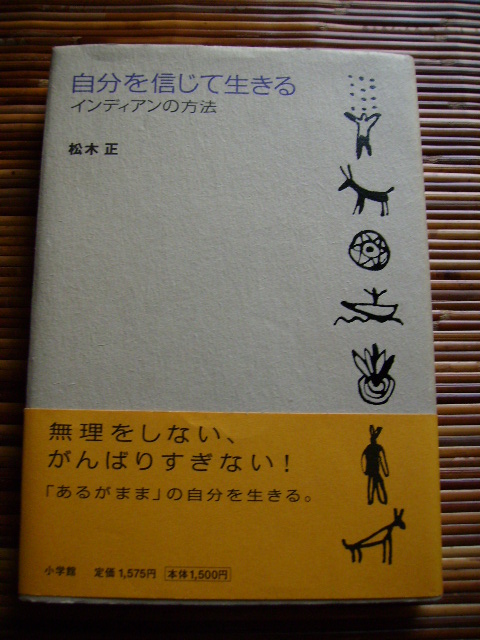 自分を信じて生きる
インディアンの方法
松木 正
無理をしない、
がんばりすぎない!
「あるがまま」の自分を生きる。
小学館 定価1,575円 本体1,500円